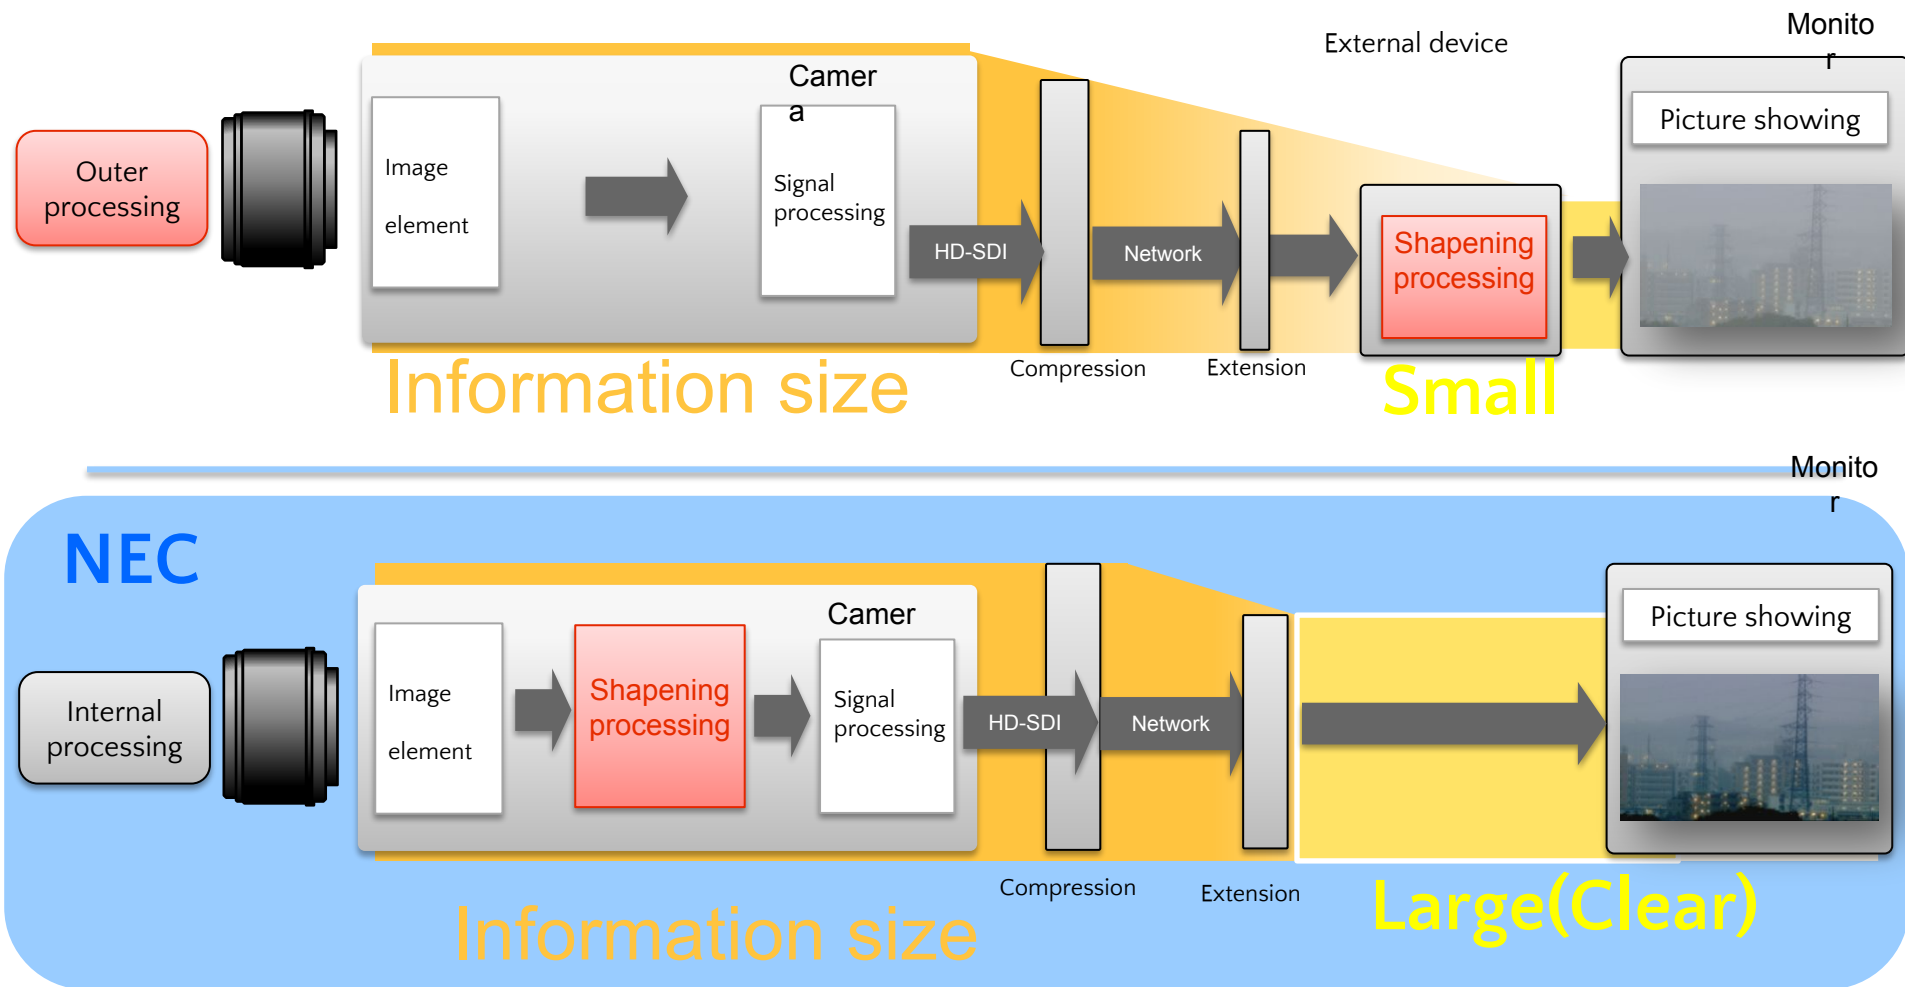 External device
Monito
r
Camer
a
Picture showing
Outer
processing
Image
element
Signal
processing
HD-SDI
Network
Shapening
processing
Compression
Extension
Information size
Small
Monito
r
NEC
Camer
Picture showing
Internal
processing
Image
element
Shapening
processing
Signal
processing
HD-SDI
Network
Compression
Extension
Information size
Large(Clear)